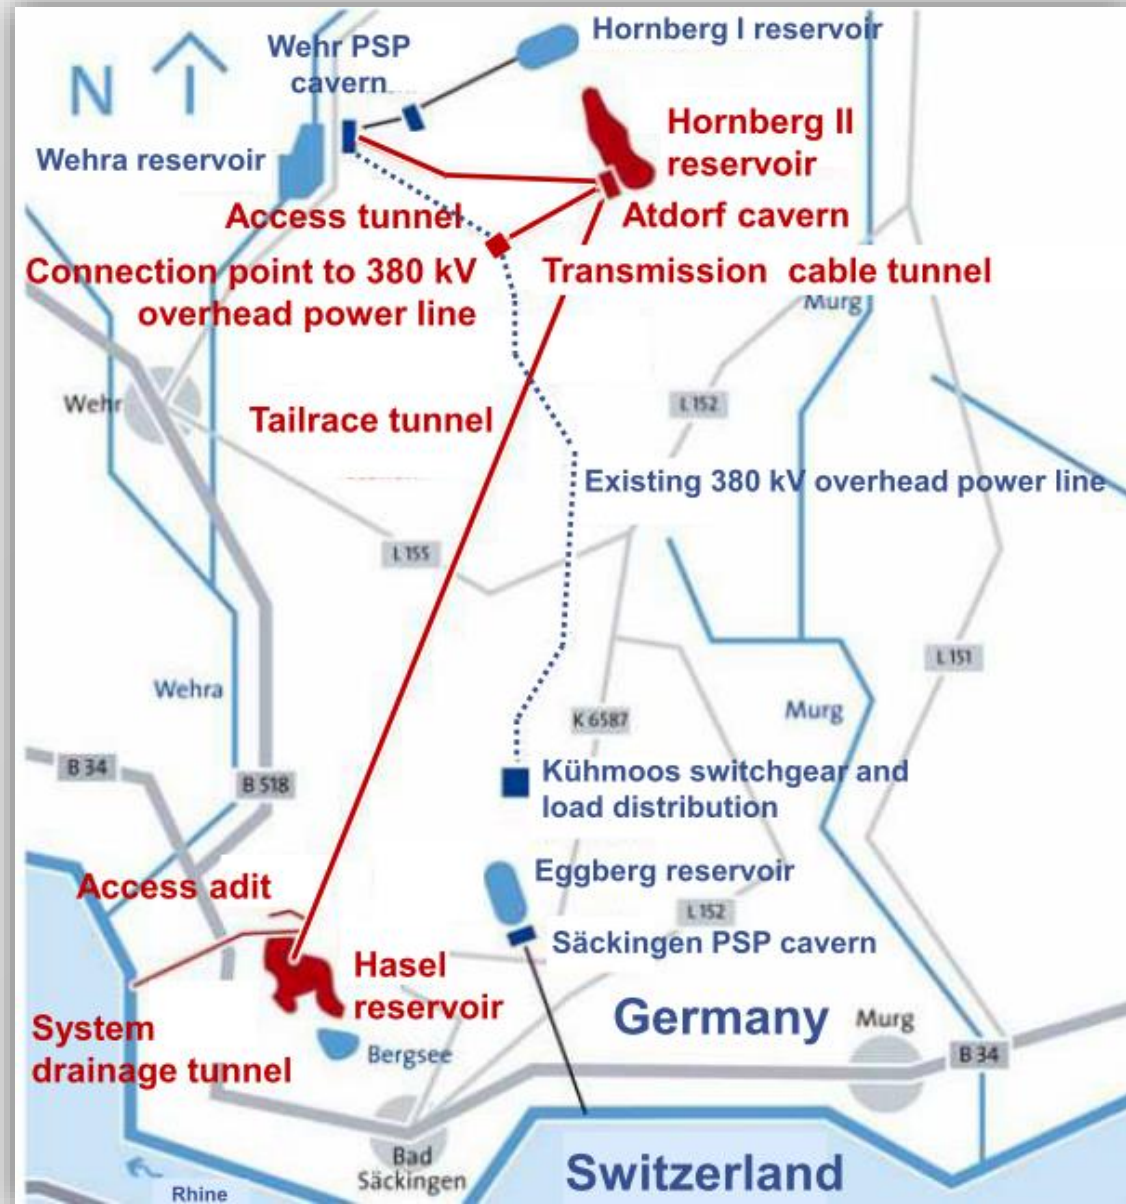 Hornberg I reservoir
Wehr PSP
cavern
N
Wehra reservoir
Hornberg II
reservoir
Access tunnel
Atdorf cavern
Connection point to 380 kV
overhead power line
Transmission cable tunnel
Murg
Wehr
L 152
Tailrace tunnel
Existing 380 kV overhead power line
L 155
L 151
Wehra
Murg
K 6587
B 34
B 518
Kühmoos switchgear and
load distribution
Access adit
Eggberg reservoir
L 152
Säckingen PSP cavern
Hasel
reservoir
System
drainage tunnel
Germany
Murg
Bergsee
B 34
Bad
Säckingen
Switzerland
Rhine